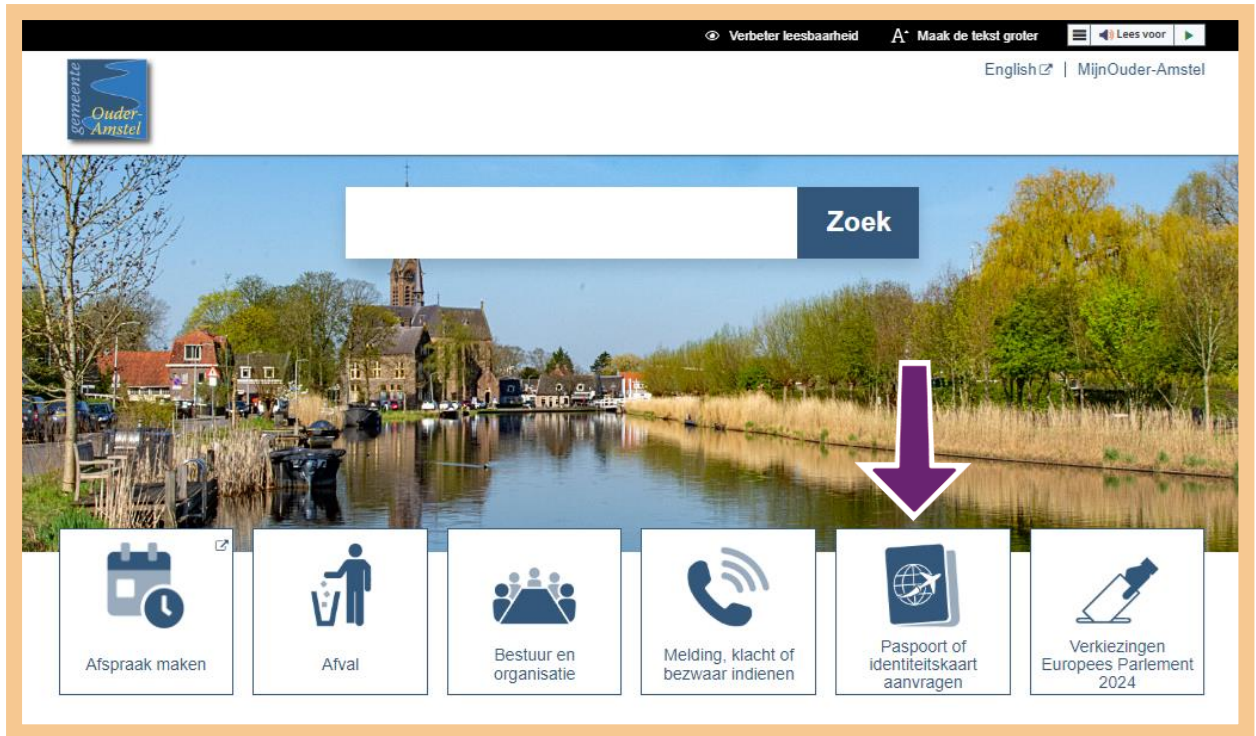 Verbeter leesbaarheid
A+ Maak de tekst groter
Lees voor
English | MijnOuder-Amstel
gemeente
Ouder-
Amstel
Zoek
Afspraak maken
Afval
Bestuur en
organisatie
Melding, klacht of
bezwaar indienen
Paspoort of
identiteitskaart
aanvragen
Verkiezingen
Europees Parlement
2024